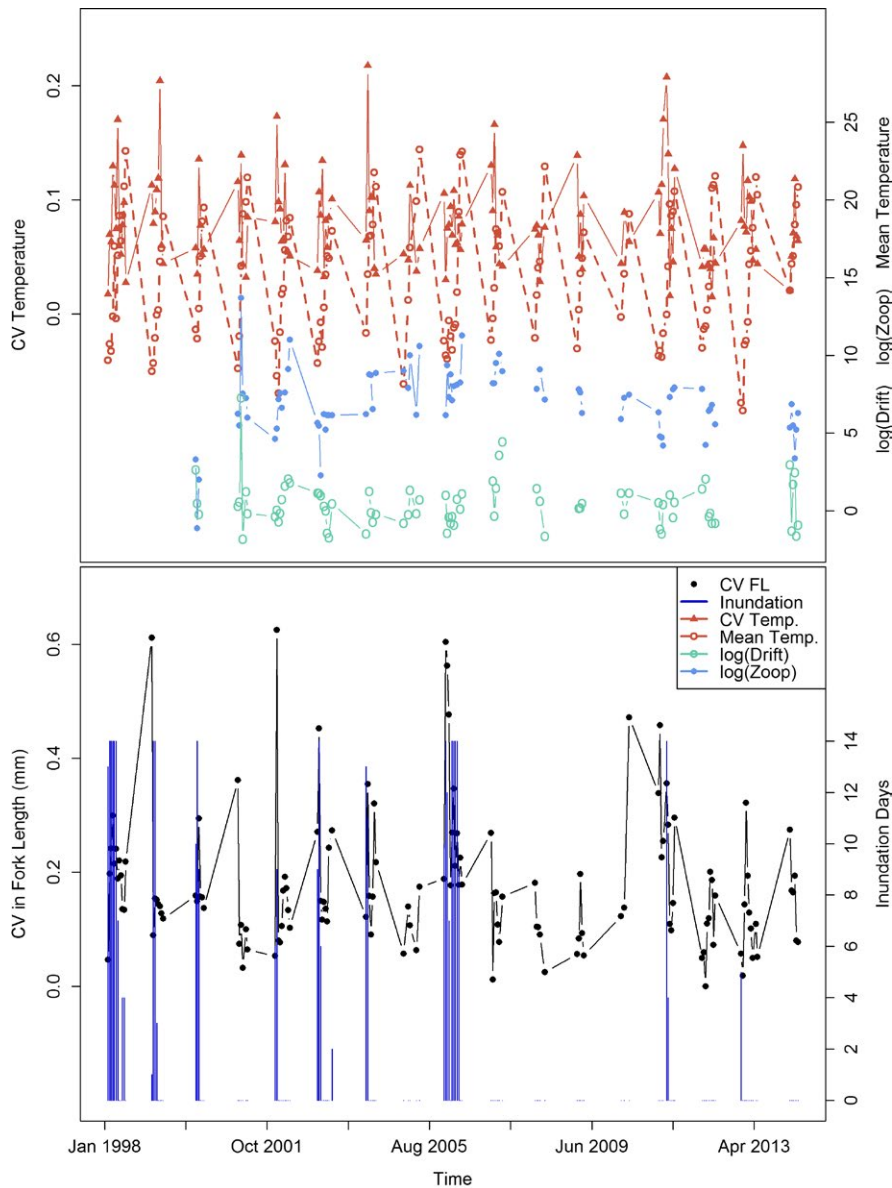 0.2
0.1
0.0
CV Temperature
25
20
15
10
5
0
Mean Temperature
log(Zoop)
log(Drift)
CV FL
Inundation
CV Temp.
Mean Temp.
log(Drift)
log(Zoop)
0.6
0.4
0.2
0.0
CV in Fork Length (mm)
14
12
10
8
6
4
2
0
Inundation Days
Jan 1998
Oct 2001
Aug 2005
Jun 2009
Apr 2013
Time